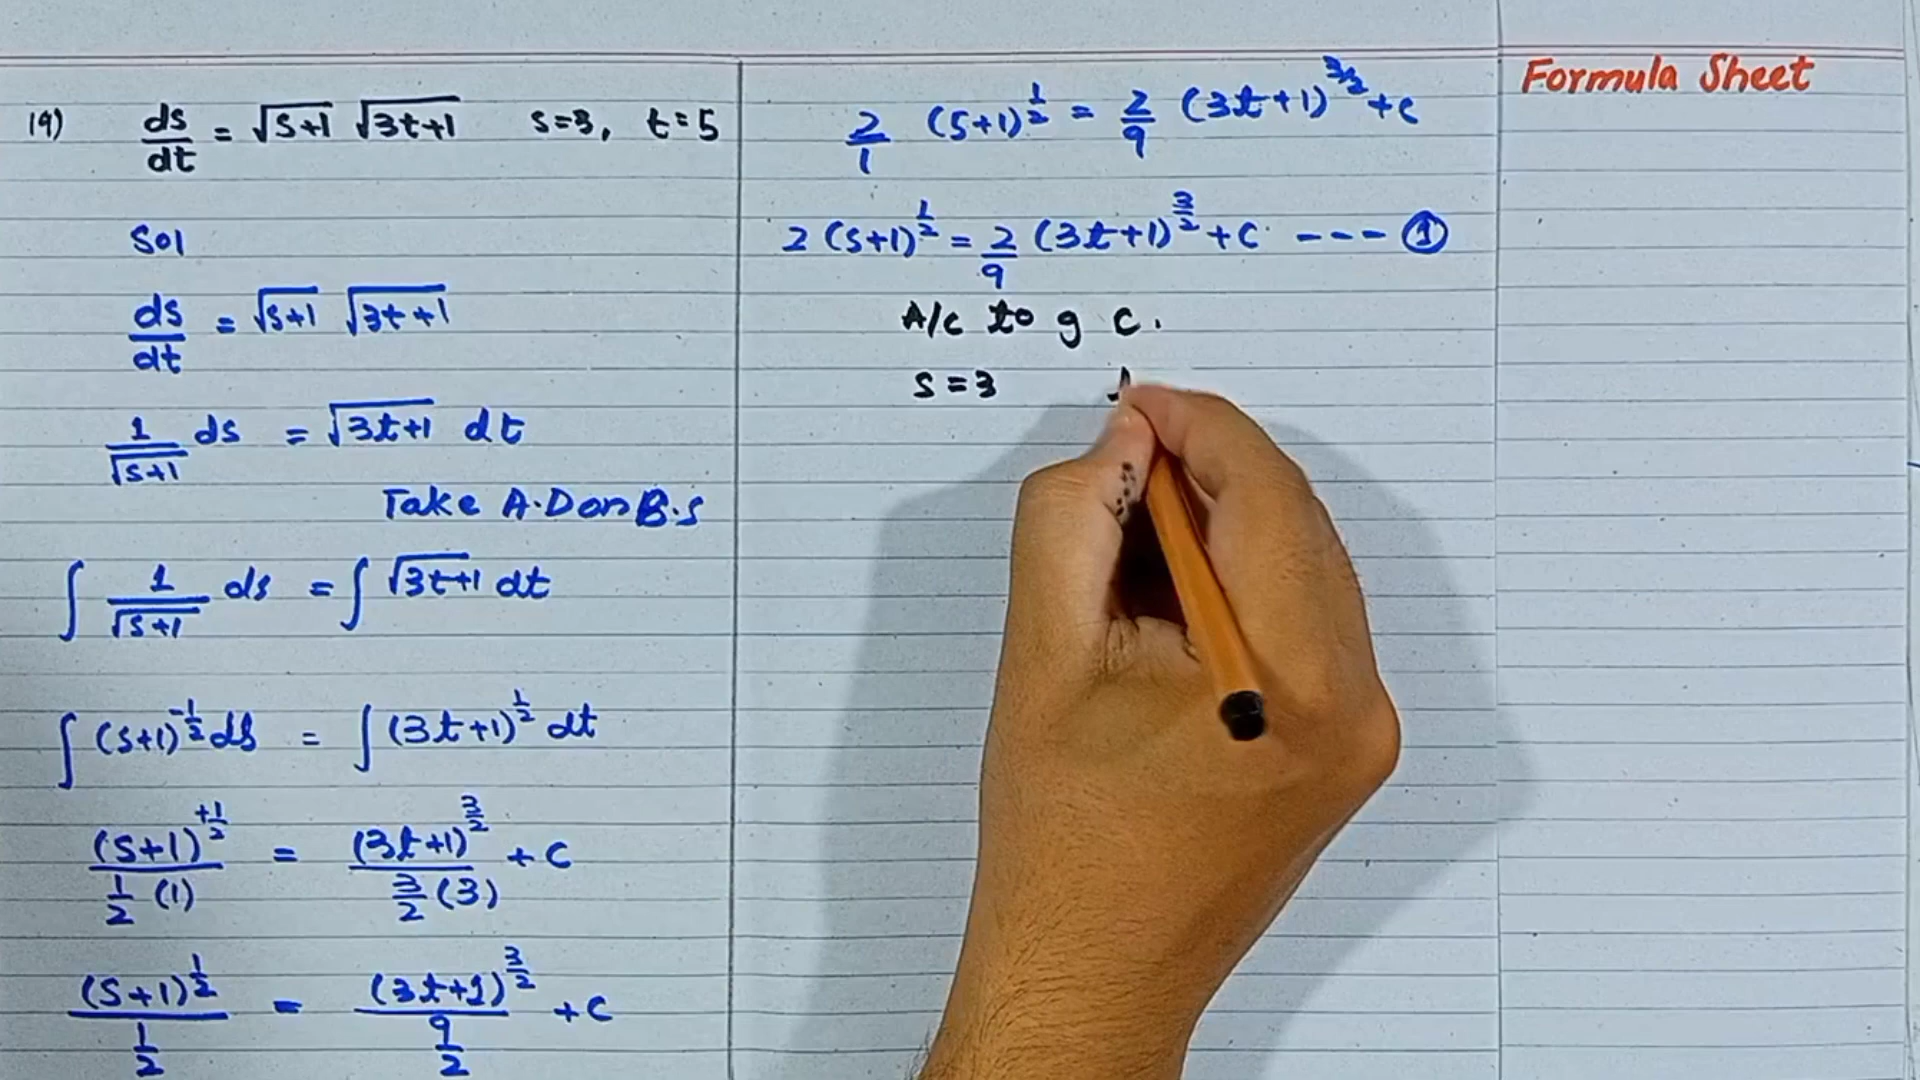 19) ds/dt = √s+1 √3t+1 s=3, t=5
Sol
ds/dt = √s+1 √3t+1
1/√s+1 ds = √3t+1 dt
Take A.D on B.S
∫ 1/√s+1 ds = ∫ √3t+1 dt
∫ (s+1)^-1/2 ds = ∫ (3t+1)^1/2 dt
(s+1)^+1/2 / 1/2 (1) = (3t+1)^3/2 / 3/2 (3) + c
(s+1)^1/2 / 1/2 = (3t+1)^3/2 / 9/2 + c
2/1 (s+1)^1/2 = 2/9 (3t+1)^3/2 + c
2 (s+1)^1/2 = 2/9 (3t+1)^3/2 + c. --- ①
A/c to g c.
s=3
Formula Sheet